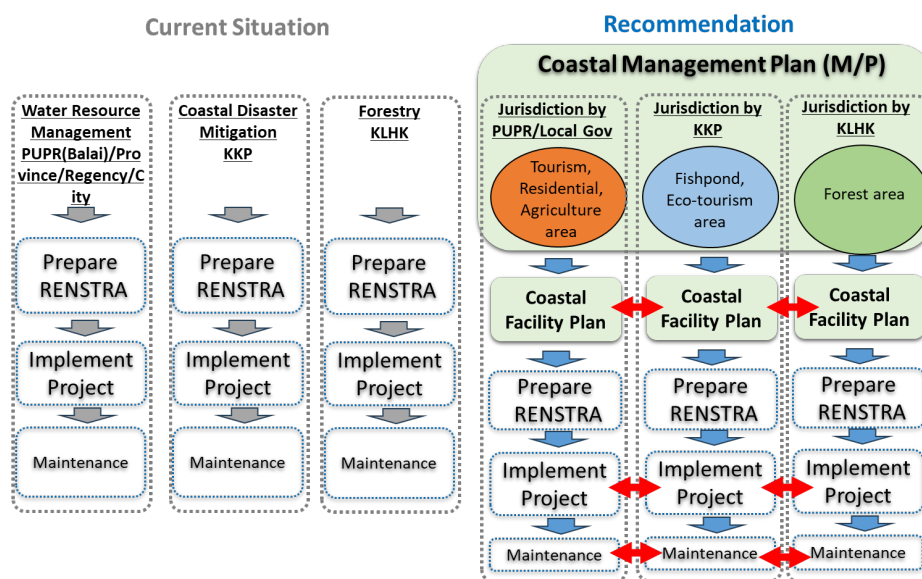 Current Situation
Water Resource
Management
PUPR(Balai)/Pro
vince/Regency/C
ity
Prepare
RENSTRA
Implement
Project
Maintenance
Coastal Disaster
Mitigation
KKP
Prepare
RENSTRA
Implement
Project
Maintenance
Forestry
KLHK
Prepare
RENSTRA
Implement
Project
Maintenance
Recommendation
Coastal Management Plan (M/P)
Jurisdiction by
PUPR/Local Gov
Tourism,
Residential,
Agriculture
area
Coastal
Facility Plan
Prepare
RENSTRA
Implement
Project
Maintenance
Jurisdiction by
KKP
Fishpond,
Eco-tourism
area
Coastal
Facility Plan
Prepare
RENSTRA
Implement
Project
Maintenance
Jurisdiction by
KLHK
Forest area
Coastal
Facility Plan
Prepare
RENSTRA
Implement
Project
Maintenance